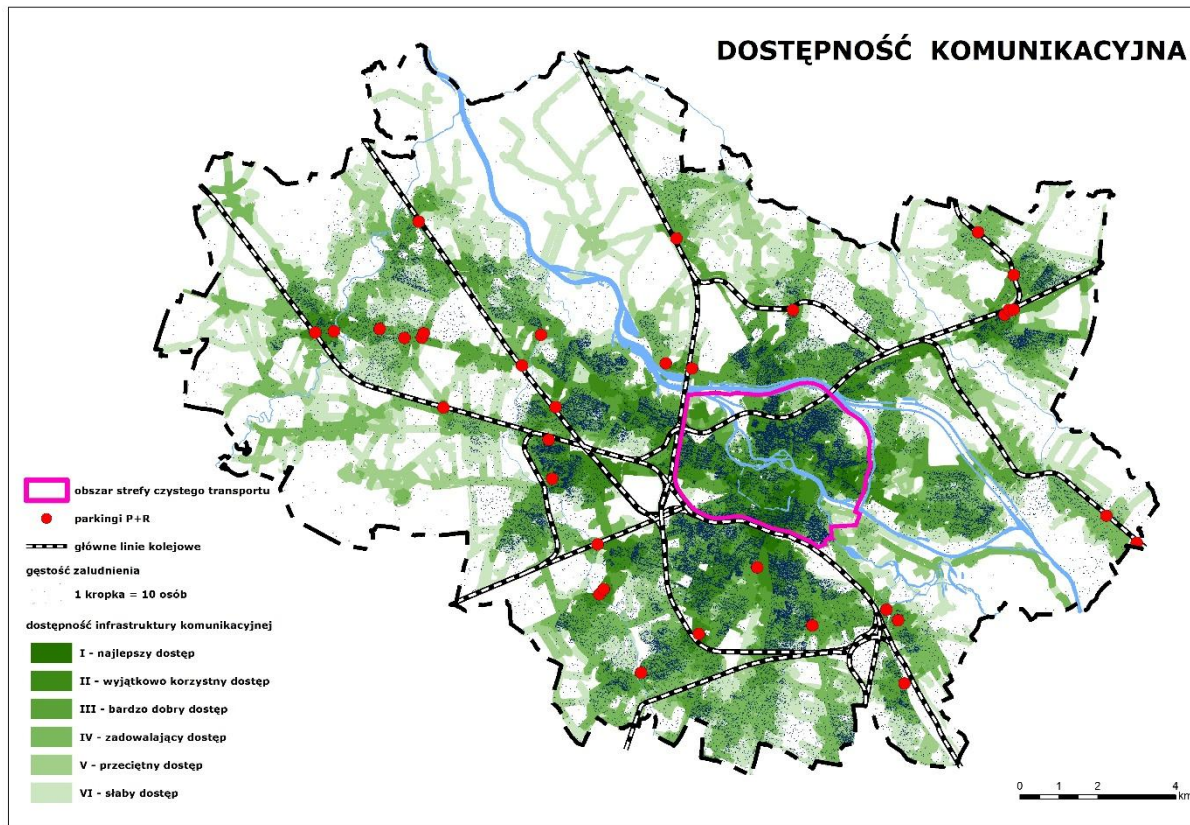 DOSTĘPNOŚĆ KOMUNIKACYJNA
obszar strefy czystego transportu
parkingi P+R
główne linie kolejowe
gęstość zaludnienia
1 kropka = 10 osób
dostępność infrastruktury komunikacyjnej
I - najlepszy dostęp
II - wyjątkowo korzystny dostęp
III - bardzo dobry dostęp
IV - zadowalający dostęp
V - przeciętny dostęp
VI - słaby dostęp
0 1 2 4
km